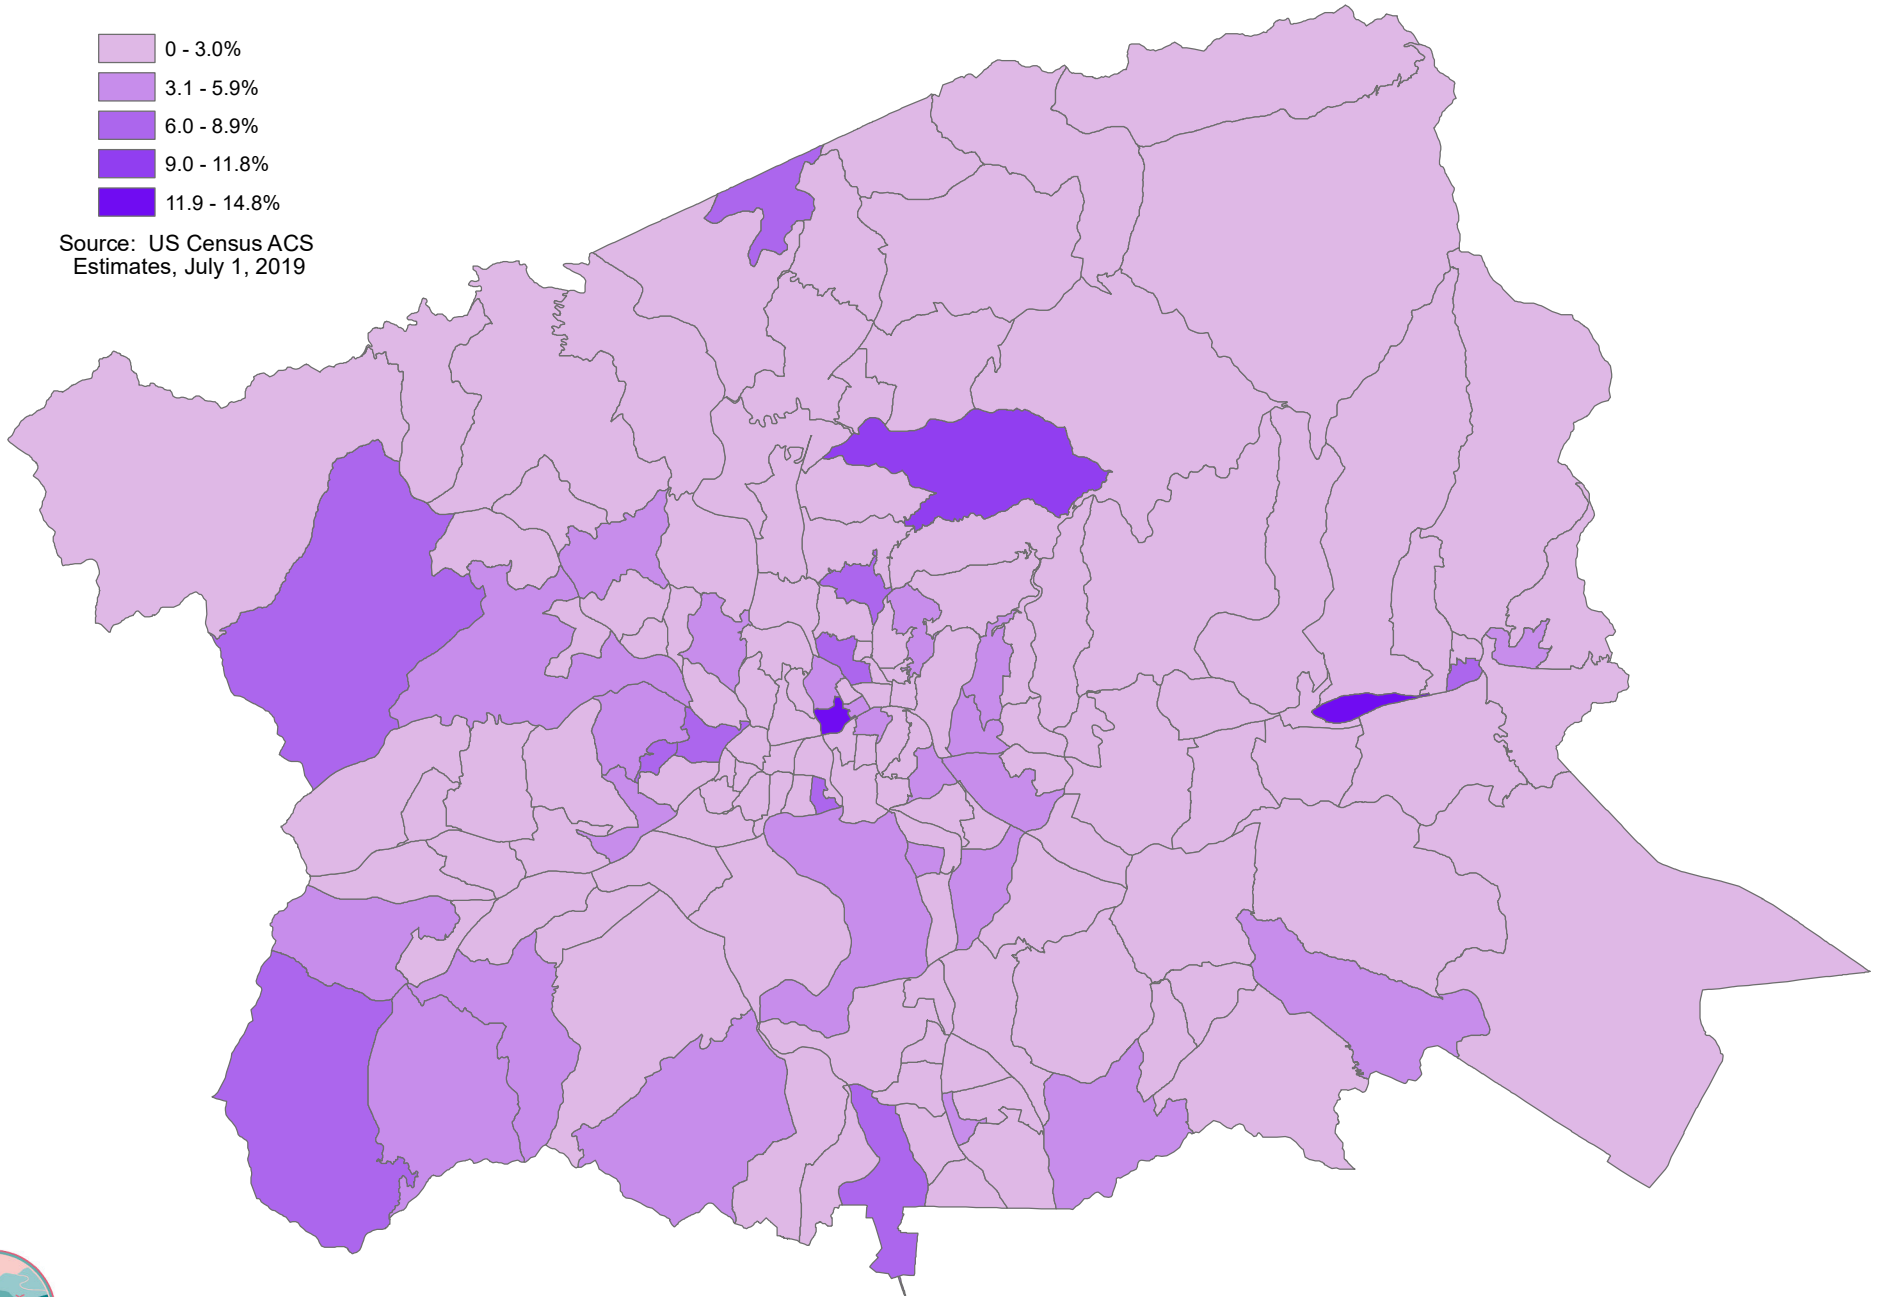 0 - 3.0%
3.1 - 5.9%
6.0 - 8.9%
9.0 - 11.8%
11.9 - 14.8%
Source: US Census ACS
Estimates, July 1, 2019